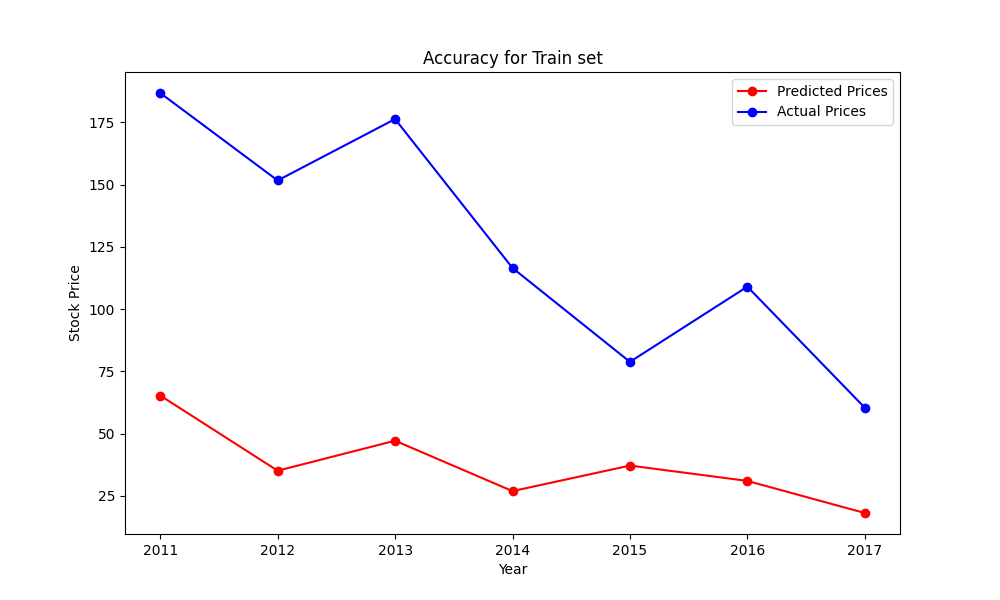 Accuracy for Train set
Predicted Prices
Actual Prices
175
150
125
100
75
50
25
Stock Price
2011 2012 2013 2014 2015 2016 2017
Year